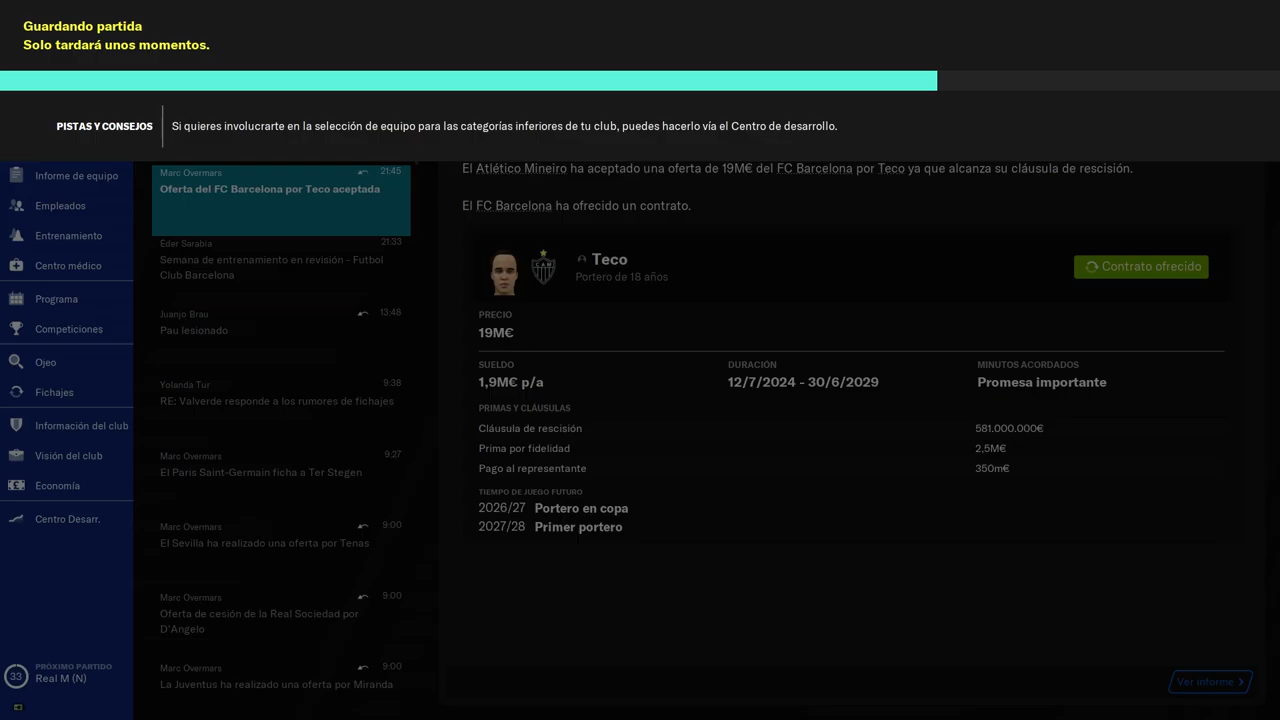 Guardando partida
Solo tardará unos momentos.
PISTAS Y CONSEJOS
Si quieres involucrarte en la selección de equipo para las categorías inferiores de tu club, puedes hacerlo vía el Centro de desarrollo.
Informe de equipo
Empleados
Entrenamiento
Centro médico
Programa
Competiciones
Ojeo
Fichajes
Información del club
Visión del club
Economía
Centro Desarr.
33
PRÓXIMO PARTIDO
Real M (N)
Marc Overmars 21:45
Oferta del FC Barcelona por Teco aceptada
Éder Sarabia 21:33
Semana de entrenamiento en revisión - Futbol
Club Barcelona
Juanjo Brau 13:48
Pau lesionado
Yolanda Tur 9:38
RE: Valverde responde a los rumores de fichajes
Marc Overmars 9:27
El Paris Saint-Germain ficha a Ter Stegen
Marc Overmars 9:00
El Sevilla ha realizado una oferta por Tenas
Marc Overmars 9:00
Oferta de cesión de la Real Sociedad por
D'Angelo
Marc Overmars 9:00
La Juventus ha realizado una oferta por Miranda
El Atlético Mineiro ha aceptado una oferta de 19M€ del FC Barcelona por Teco ya que alcanza su cláusula de rescisión.
El FC Barcelona ha ofrecido un contrato.
CAM
Teco
Portero de 18 años
Contrato ofrecido
PRECIO
19M€
SUELDO DURACIÓN MINUTOS ACORDADOS
1,9M€ p/a 12/7/2024 - 30/6/2029 Promesa importante
PRIMAS Y CLÁUSULAS
Cláusula de rescisión 581.000.000€
Prima por fidelidad 2,5M€
Pago al representante 350m€
TIEMPO DE JUEGO FUTURO
2026/27 Portero en copa
2027/28 Primer portero
Ver informe